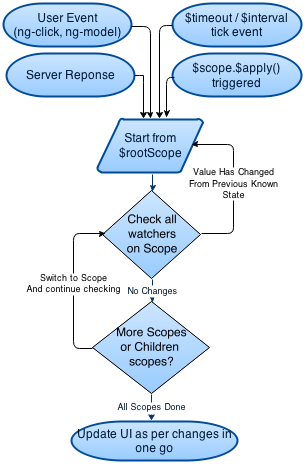 User Event
(ng-click, ng-model)
$timeout / $interval
tick event
Server Reponse
$scope.$apply()
triggered
Start from
$rootScope
Value Has Changed
From Previous Known
State
Check all
watchers
on Scope
Switch to Scope
And continue checking
No Changes
More Scopes
or Children
scopes?
All Scopes Done
Update UI as per changes in
one go